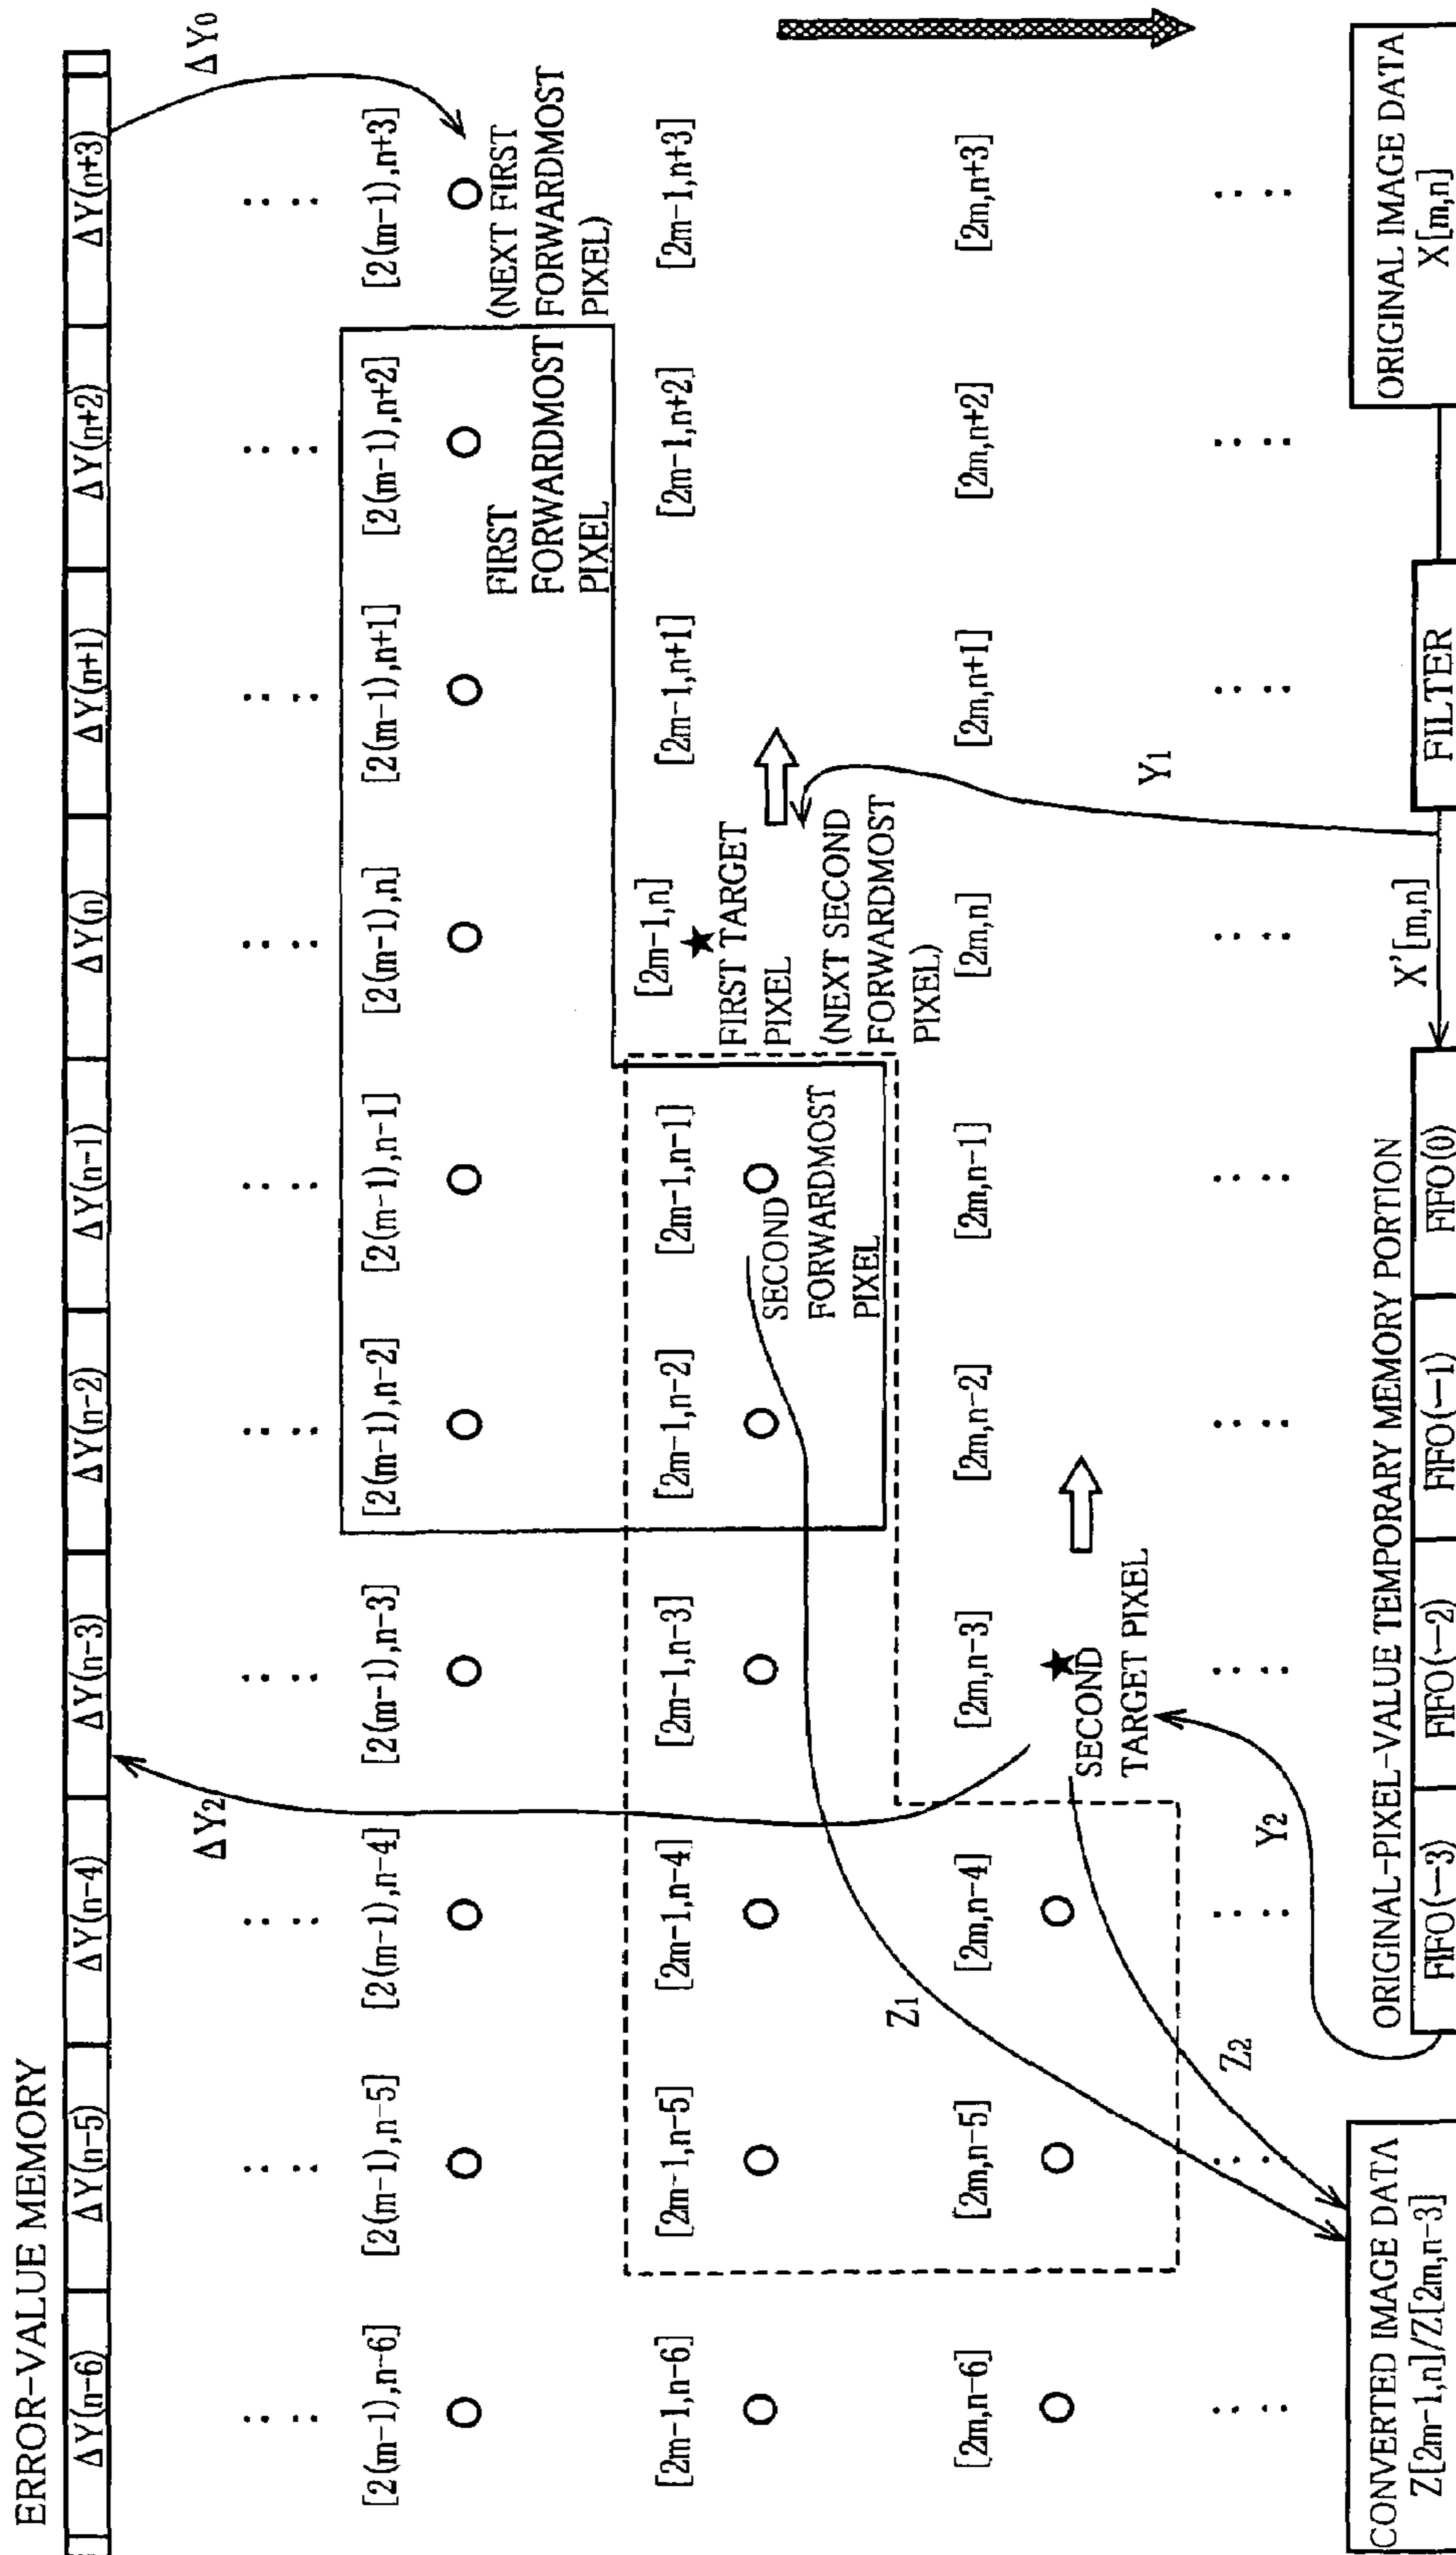 ERROR-VALUE MEMORY
ΔY(n-6) ΔY(n-5) ΔY(n-4) ΔY(n-3) ΔY(n-2) ΔY(n-1) ΔY(n) ΔY(n+1) ΔY(n+2) ΔY(n+3)
ΔY2
ΔY0
[2(m-1),n-6] [2(m-1),n-5] [2(m-1),n-4] [2(m-1),n-3] [2(m-1),n-2] [2(m-1),n-1] [2(m-1),n] [2(m-1),n+1] [2(m-1),n+2] [2(m-1),n+3]
FIRST
FORWARDMOST
PIXEL
(NEXT FIRST
FORWARDMOST
PIXEL)
[2m-1,n-6] [2m-1,n-5] [2m-1,n-4] [2m-1,n-3] [2m-1,n-2] [2m-1,n-1] [2m-1,n] [2m-1,n+1] [2m-1,n+2] [2m-1,n+3]
SECOND
FORWARDMOST
PIXEL
FIRST TARGET
PIXEL
(NEXT SECOND
FORWARDMOST
PIXEL)
Z1
[2m,n-6] [2m,n-5] [2m,n-4] [2m,n-3] [2m,n-2] [2m,n-1] [2m,n] [2m,n+1] [2m,n+2] [2m,n+3]
SECOND
TARGET PIXEL
Z2
Y2
Y1
CONVERTED IMAGE DATA
Z[2m-1,n]/Z[2m,n-3]
ORIGINAL-PIXEL-VALUE TEMPORARY MEMORY PORTION
FIFO(-3) FIFO(-2) FIFO(-1) FIFO(0)
X'[m,n]
FILTER
ORIGINAL IMAGE DATA
X[m,n]